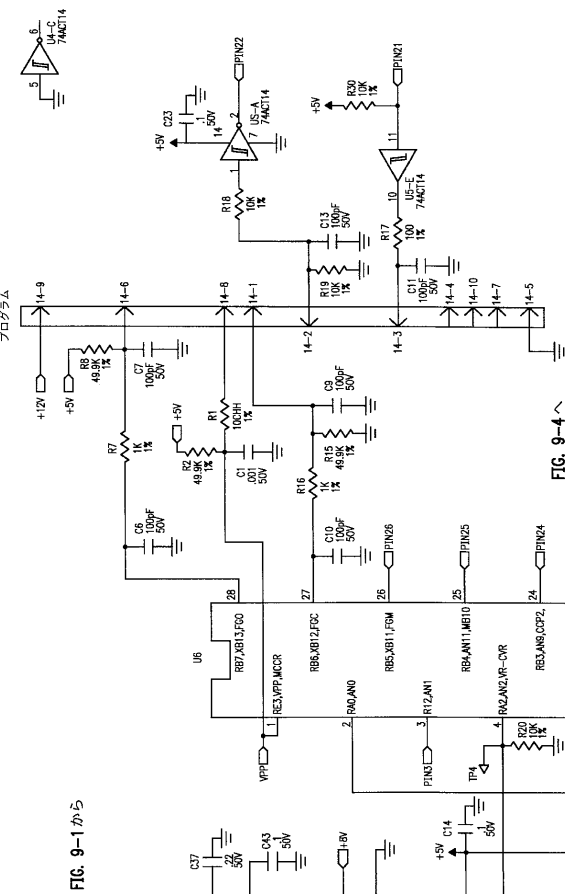 5
6
U4-C
74ACT14
PIN22
C23
.1
50V
+5V
14
2
U5-A
74ACT14
7
1
R18
10K
1%
C13
100pF
50V
R19
10K
1%
R30
10K
1%
+5V
PIN21
11
10
U5-E
74ACT14
R17
100
1%
C11
100pF
50V
プログラム
14-9
14-6
14-8
14-1
14-2
14-3
14-4
14-10
14-7
14-5
+12V
+5V
R8
49.9K
1%
C7
100pF
50V
R7
1K
1%
C6
100pF
50V
R1
10CHH
1%
+5V
R2
49.9K
1%
C1
.001
50V
C9
100pF
50V
R15
49.9K
1%
R16
1K
1%
C10
100pF
50V
FIG. 9-4 へ
U6
28
RB7,XB13,FGO
27
RB6,XB12,FGC
26
RB5,XB11,FGM
PIN26
25
RB4,AN11,MB10
PIN25
24
RB3,AN9,CCP2,
PIN24
RE3,VPP,MCCR
1
VPP
RA0,AN0
2
R12,AN1
3
PIN3
RA2,AN2,VR-CVR
4
TP4
R20
10K
1%
FIG. 9-1 から
C37
.22
50V
C43
.1
50V
+8V
+5V
C14
.1
50V